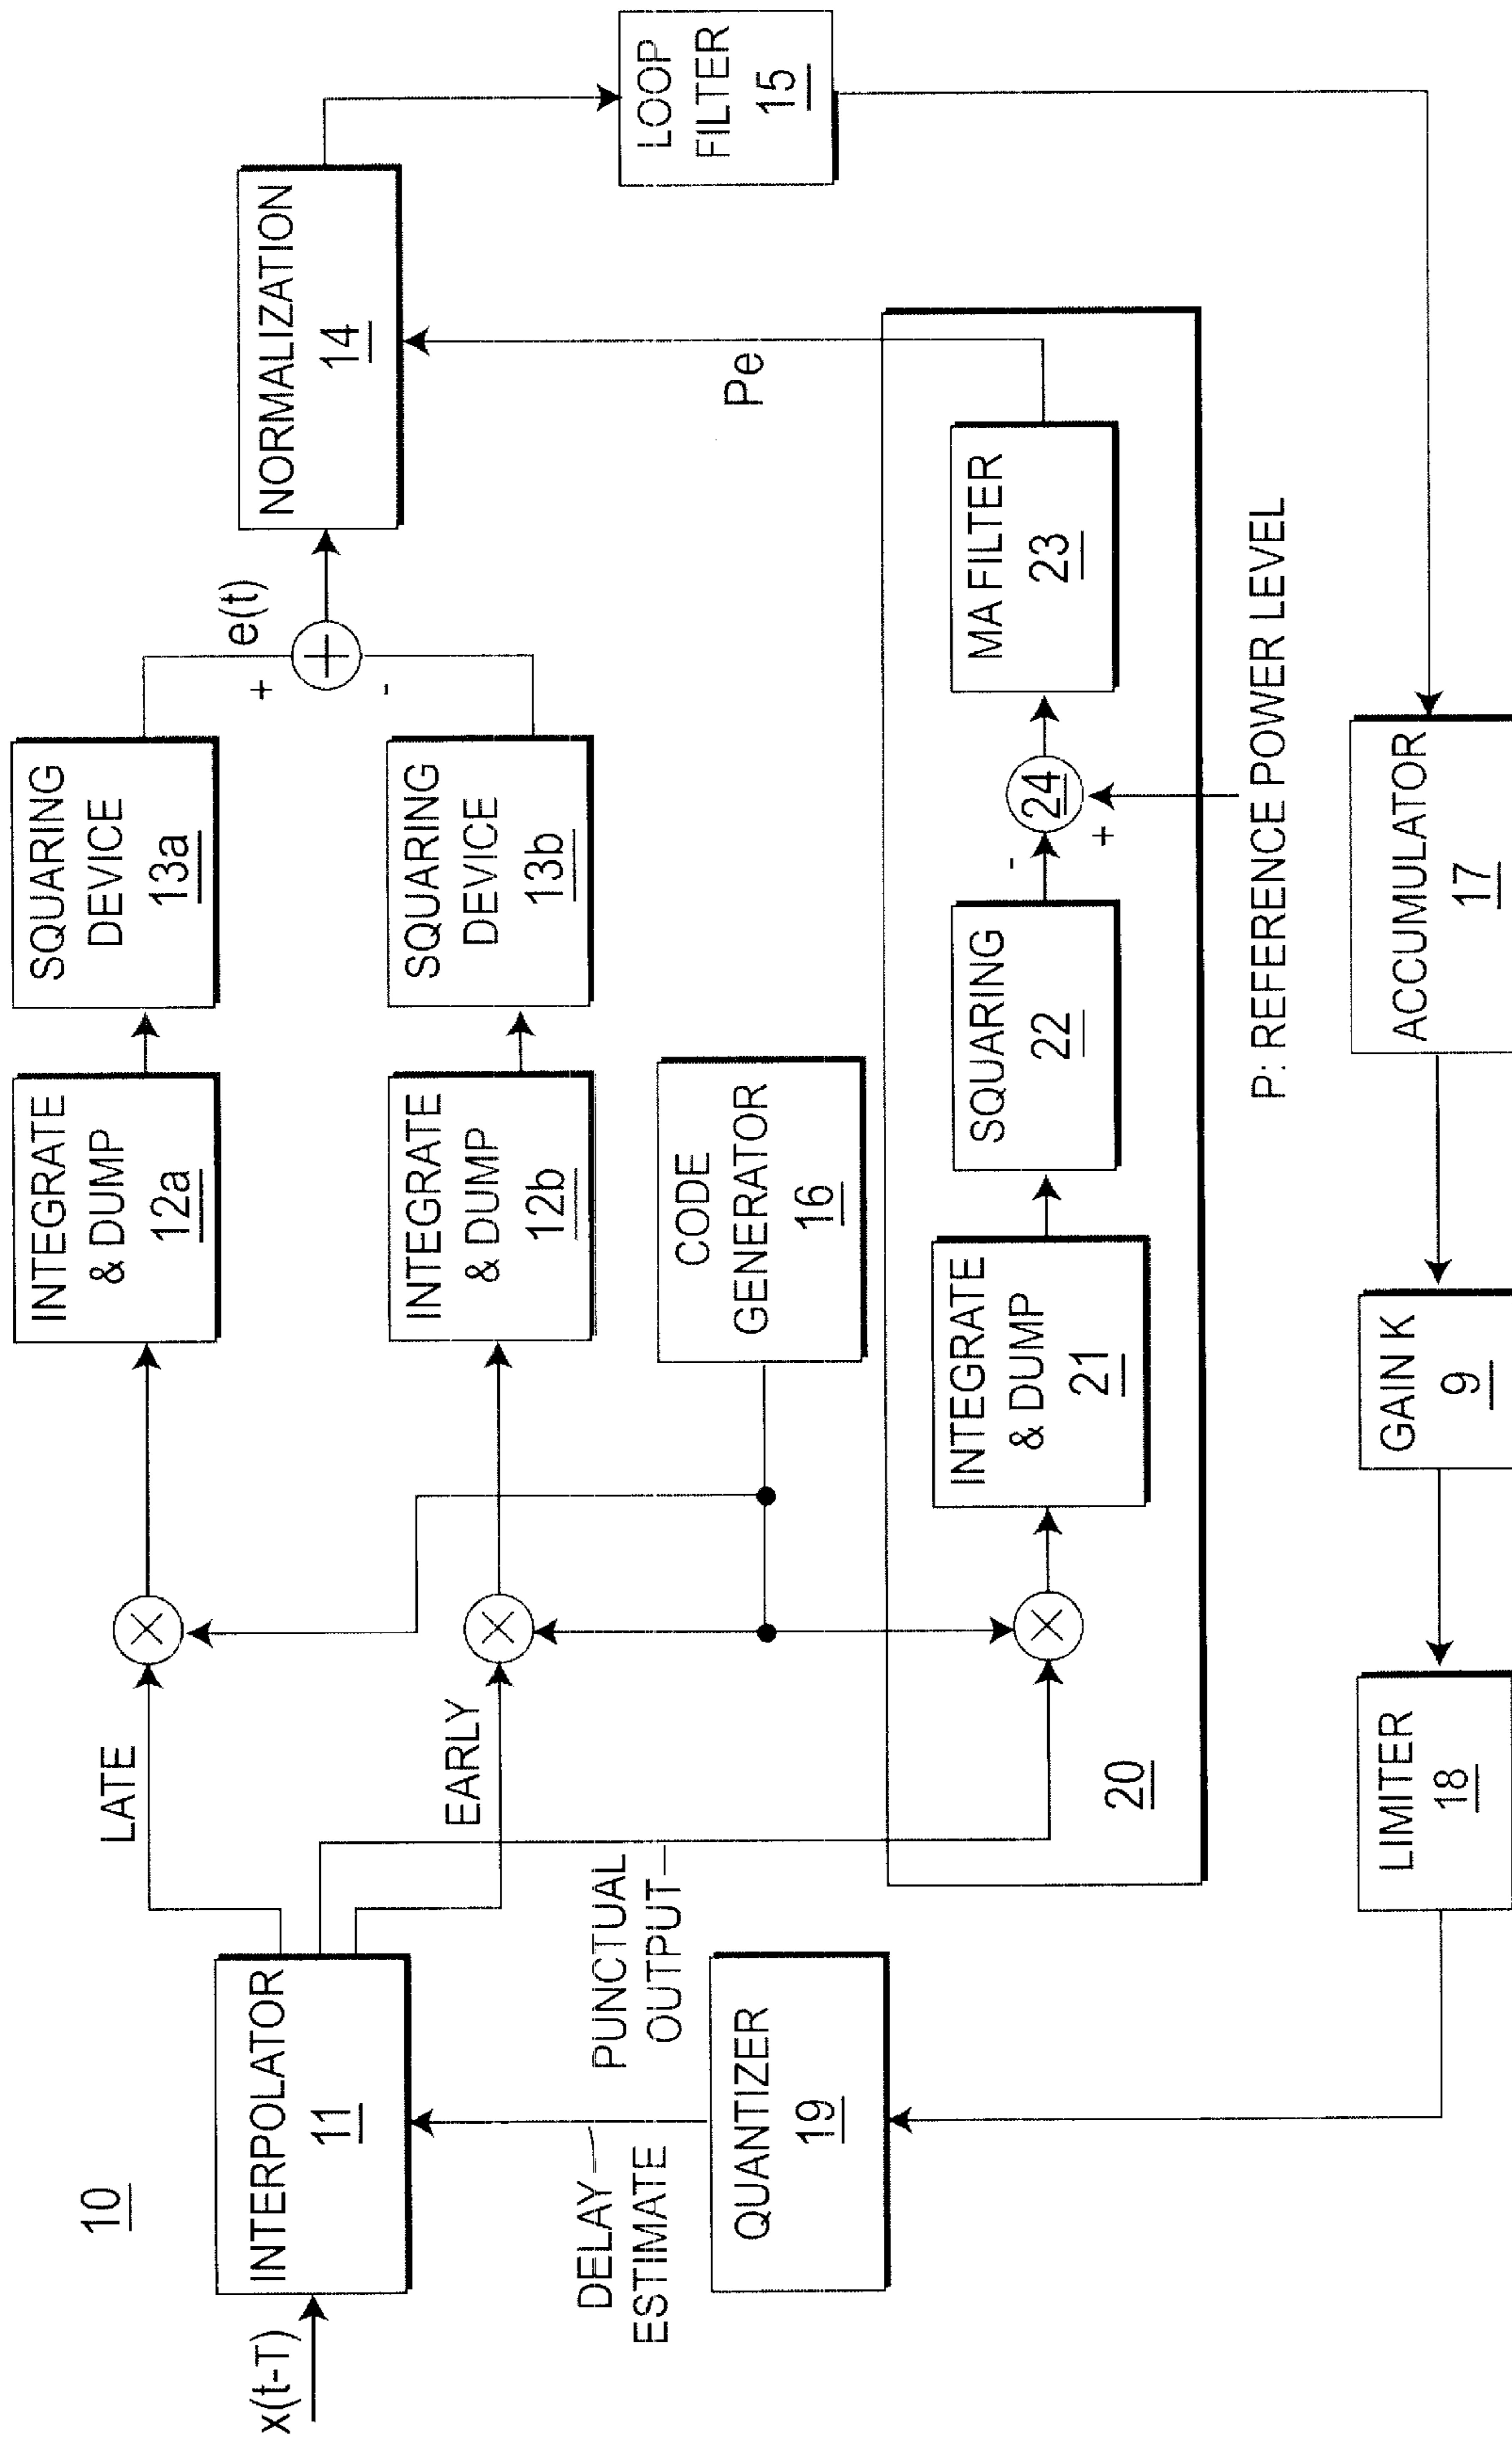 10
x(t-T)
INTERPOLATOR
11
LATE
EARLY
PUNCTUAL
OUTPUT
DELAY
ESTIMATE
QUANTIZER
19
INTEGRATE
& DUMP
12a
SQUARING
DEVICE
13a
INTEGRATE
& DUMP
12b
SQUARING
DEVICE
13b
+
-
e(t)
NORMALIZATION
14
LOOP
FILTER
15
CODE
GENERATOR
16
Pe
20
INTEGRATE
& DUMP
21
SQUARING
22
-
24
+
MA FILTER
23
P: REFERENCE POWER LEVEL
LIMITER
18
GAIN K
9
ACCUMULATOR
17